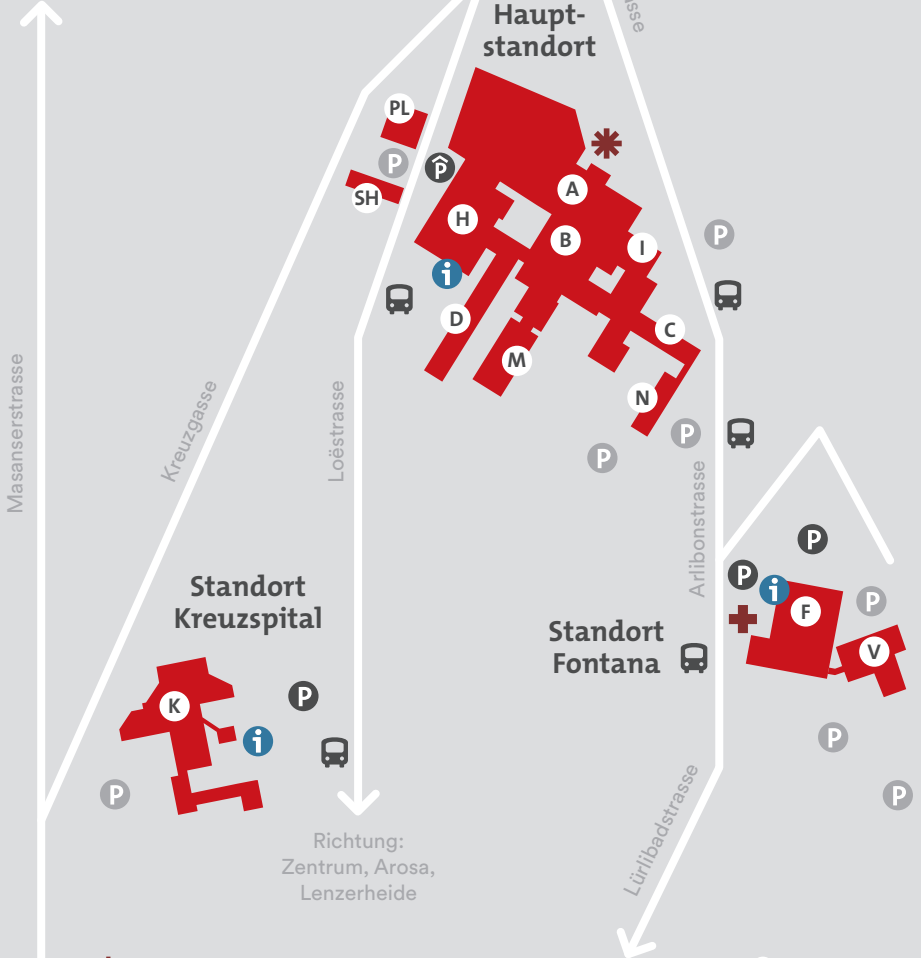 Haupt-
standort
asse
PL
P
P
SH
A
H
B
I
P
i
D
C
M
N
P
P
Masanserstrasse
Kreuzgasse
Loëstrasse
Arlibonstrasse
P
P
i
F
P
V
Standort
Kreuzspital
Standort
Fontana
K
P
i
P
P
P
Lürlibadstrasse
Richtung:
Zentrum, Arosa,
Lenzerheide